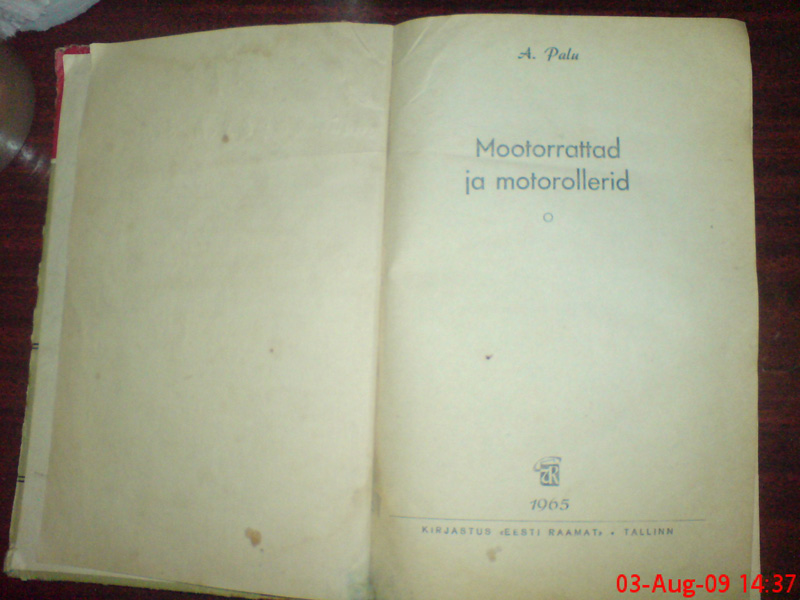 A. Palu
Mootorrattad
ja motorollerid
1965
KIRJASTUS «EESTI RAAMAT» • TALLINN
03-Aug-09 14:37